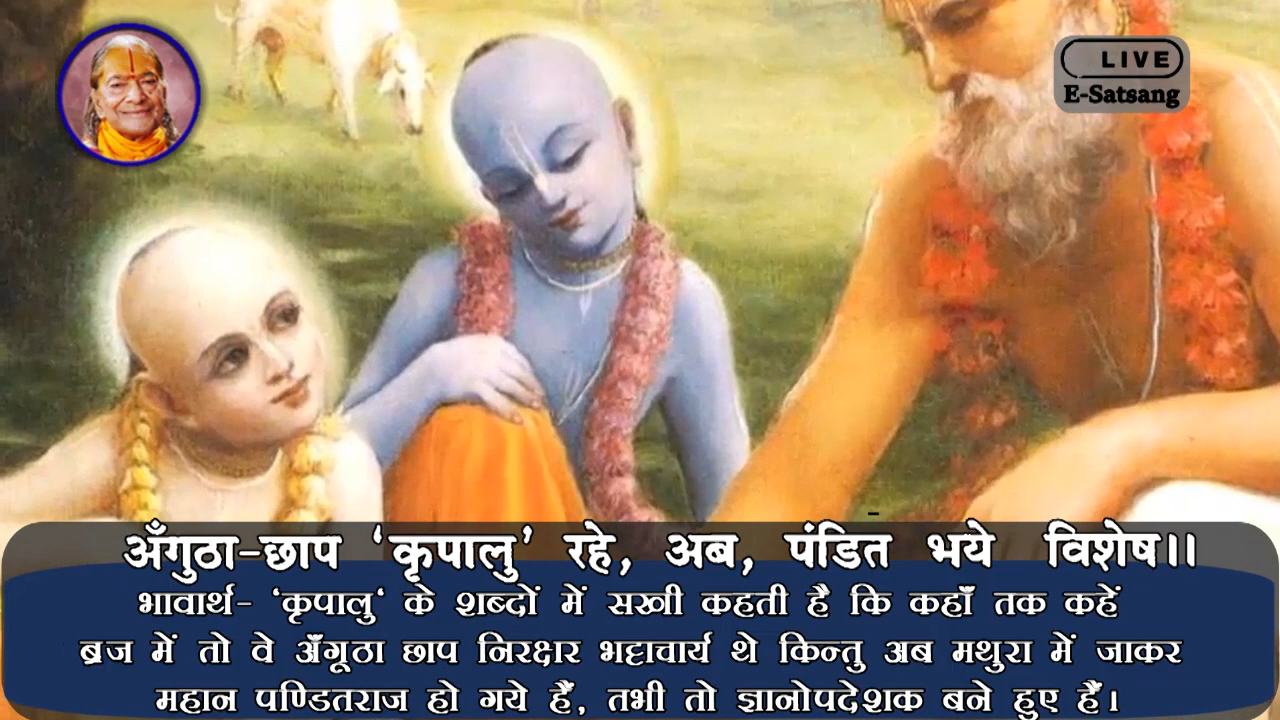 LIVE
E-Satsang
अँगुठा-छाप ‘कृपालु’ रहे, अब, पंडित भये विशेष।।
भावार्थ- ‘कृपालु‘ के शब्दों में सखी कहती है कि कहाँ तक कहें
ब्रज में तो वे अँगूठा छाप निरक्षार भट्टाचार्य थे किन्तु अब मथुरा में जाकर
महान पण्डितराज हो गये हैं, तभी तो ज्ञानोपदेशक बने हुए हैं।